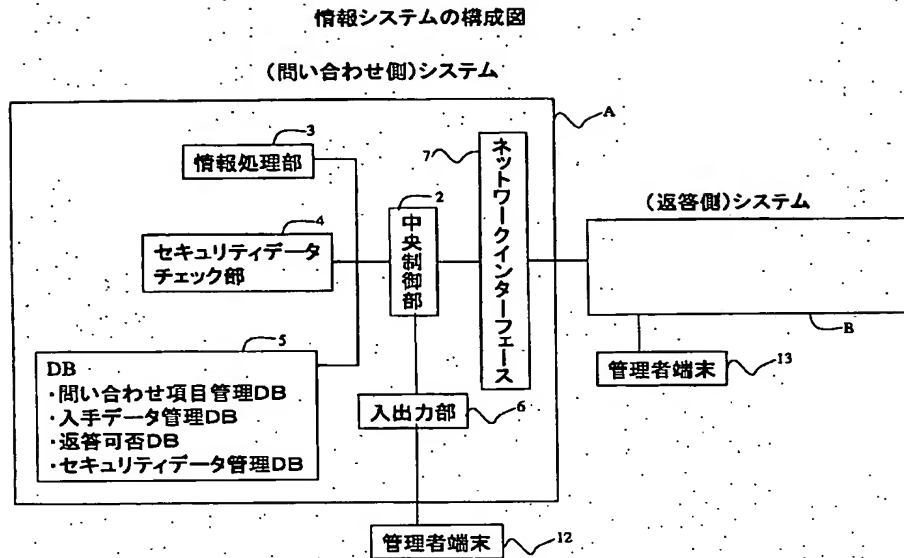 情報システムの構成図
(問い合わせ側)システム
A
3
情報処理部
4
セキュリティデータ
チェック部
5
DB
・問い合わせ項目管理DB
・入手データ管理DB
・返答可否DB
・セキュリティデータ管理DB
2
中央制御部
7
ネットワークインターフェース
入出力部
6
管理者端末
12
(返答側)システム
B
管理者端末
13